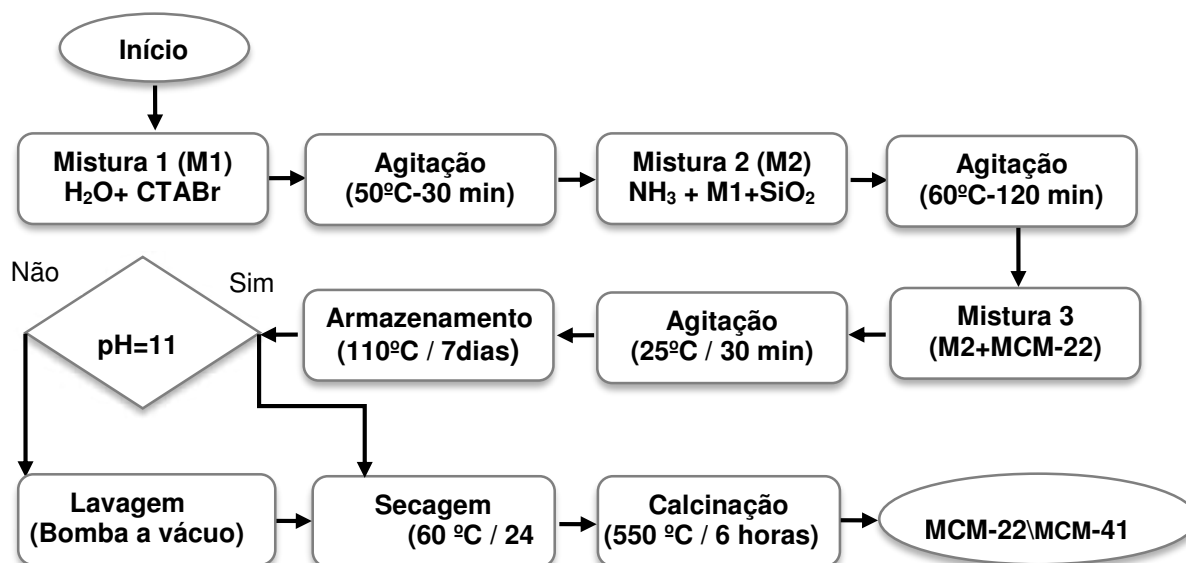 Início
Mistura 1 (M1)
H₂O+ CTABr
Agitação
(50ºC-30 min)
Mistura 2 (M2)
NH₃ + M1+SiO₂
Agitação
(60ºC-120 min)
Mistura 3
(M2+MCM-22)
Agitação
(25ºC / 30 min)
Armazenamento
(110ºC / 7dias)
pH=11
Não
Sim
Lavagem
(Bomba a vácuo)
Secagem
(60 ºC / 24
Calcinação
(550 ºC / 6 horas)
MCM-22\MCM-41